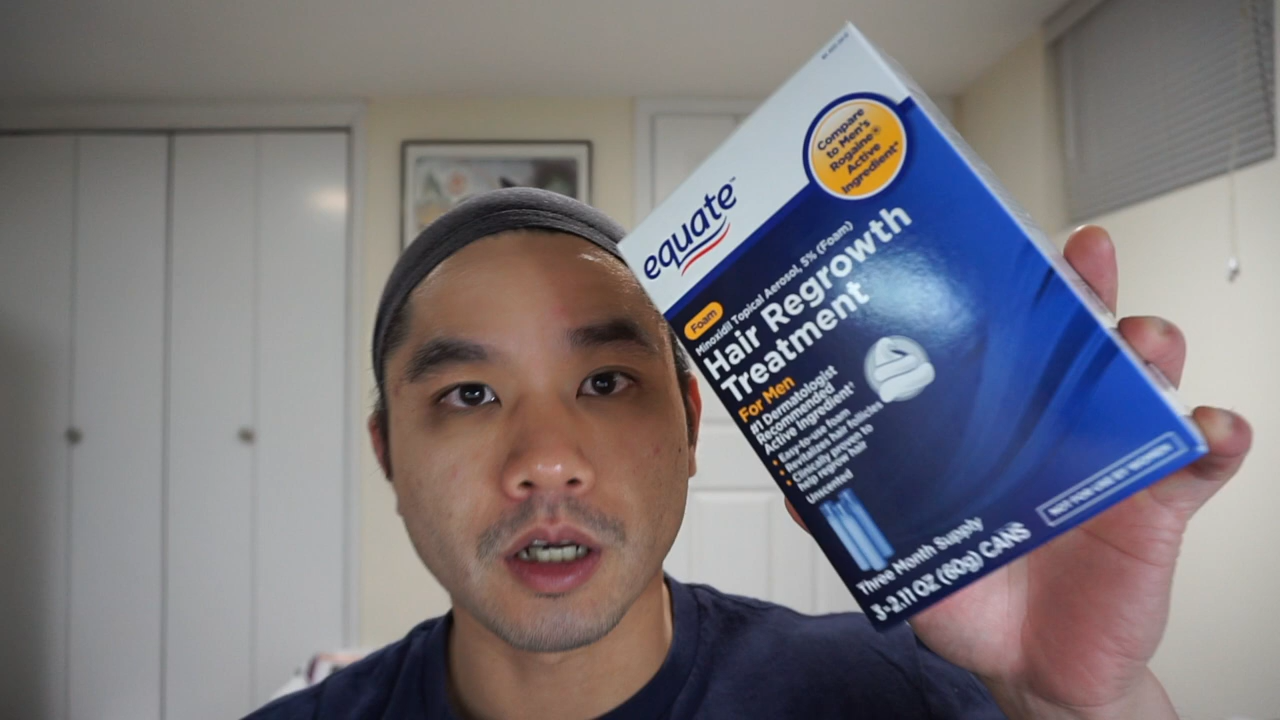 equate™
Compare
to Men's
Rogaine®
Active
Ingredient*
Foam
Minoxidil Topical Aerosol, 5% (Foam)
Hair Regrowth
Treatment
For Men
#1 Dermatologist
Recommended
Active Ingredient†
• Easy-to-use foam
• Revitalizes hair follicles
• Clinically proven to
help regrow hair
Unscented
Three Month Supply
3-2.11 OZ (60g) CANS
NOT FOR USE BY WOMEN